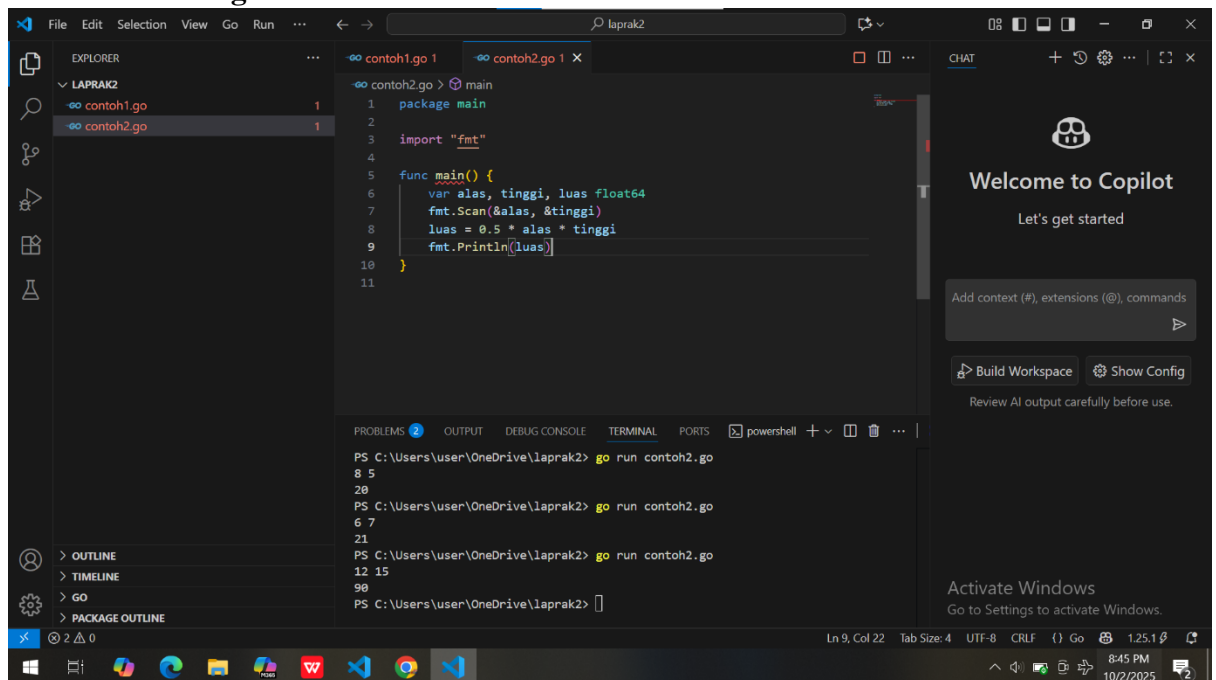 File Edit Selection View Go Run ··· laprak2
EXPLORER
LAPRAK2
contoh1.go 1
contoh2.go 1
contoh1.go 1 contoh2.go 1
contoh2.go > main
1 package main
2
3 import "fmt"
4
5 func main() {
6 var alas, tinggi, luas float64
7 fmt.Scan(&alas, &tinggi)
8 luas = 0.5 * alas * tinggi
9 fmt.Println(luas)
10 }
11
CHAT
Welcome to Copilot
Let's get started
Add context (#), extensions (@), commands
Build Workspace Show Config
Review AI output carefully before use.
PROBLEMS 2 OUTPUT DEBUG CONSOLE TERMINAL PORTS powershell
PS C:\Users\user\OneDrive\laprak2> go run contoh2.go
8 5
20
PS C:\Users\user\OneDrive\laprak2> go run contoh2.go
6 7
21
PS C:\Users\user\OneDrive\laprak2> go run contoh2.go
12 15
90
PS C:\Users\user\OneDrive\laprak2>
OUTLINE
TIMELINE
GO
PACKAGE OUTLINE
Activate Windows
Go to Settings to activate Windows.
2 0 Ln 9, Col 22 Tab Size: 4 UTF-8 CRLF {} Go 1.25.1
8:45 PM
10/2/2025